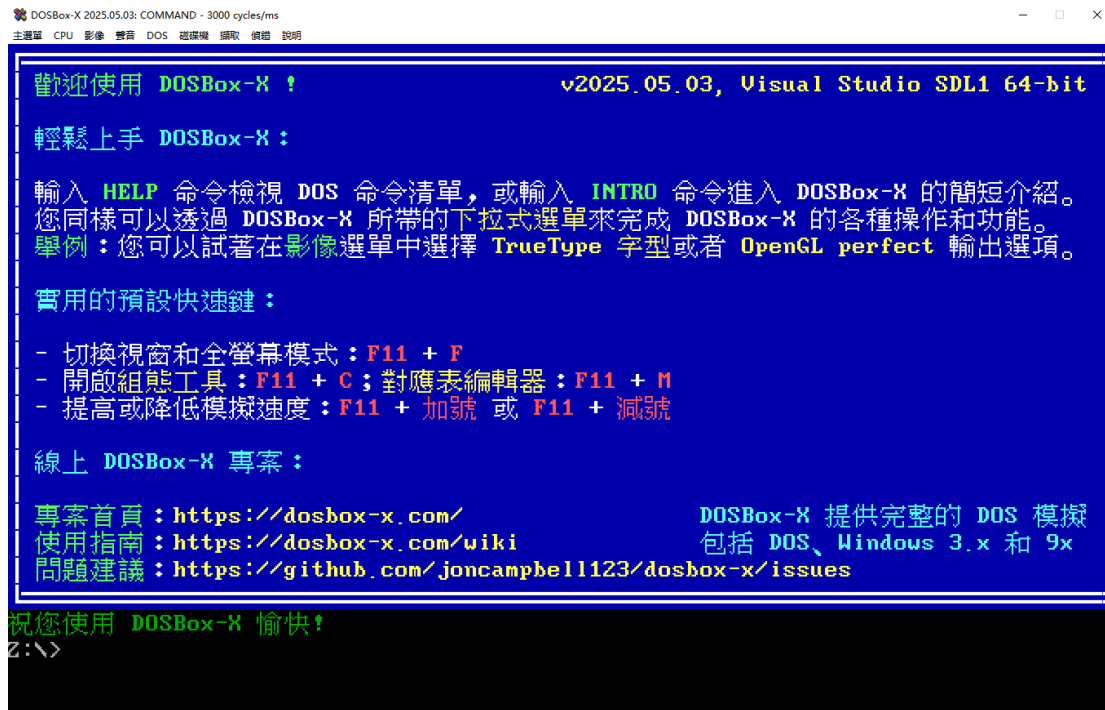 DOSBox-X 2025.05.03: COMMAND - 3000 cycles/ms
主選單 CPU 影像 聲音 DOS 磁碟機 擷取 偵錯 說明
歡迎使用 DOSBox-X ! v2025.05.03, Visual Studio SDL1 64-bit
輕鬆上手 DOSBox-X：
輸入 HELP 命令檢視 DOS 命令清單，或輸入 INTRO 命令進入 DOSBox-X 的簡短介紹。
您同樣可以透過 DOSBox-X 所帶的下拉式選單來完成 DOSBox-X 的各種操作和功能。
舉例：您可以試著在影像選單中選擇 TrueType 字型或者 OpenGL perfect 輸出選項。
實用的預設快速鍵：
- 切換視窗和全螢幕模式：F11 + F
- 開啟組態工具：F11 + C；對應表編輯器：F11 + M
- 提高或降低模擬速度：F11 + 加號 或 F11 + 減號
線上 DOSBox-X 專案：
專案首頁：https://dosbox-x.com/ DOSBox-X 提供完整的 DOS 模擬
使用指南：https://dosbox-x.com/wiki 包括 DOS、Windows 3.x 和 9x
問題建議：https://github.com/joncampbell123/dosbox-x/issues
祝您使用 DOSBox-X 愉快!
Z:\>